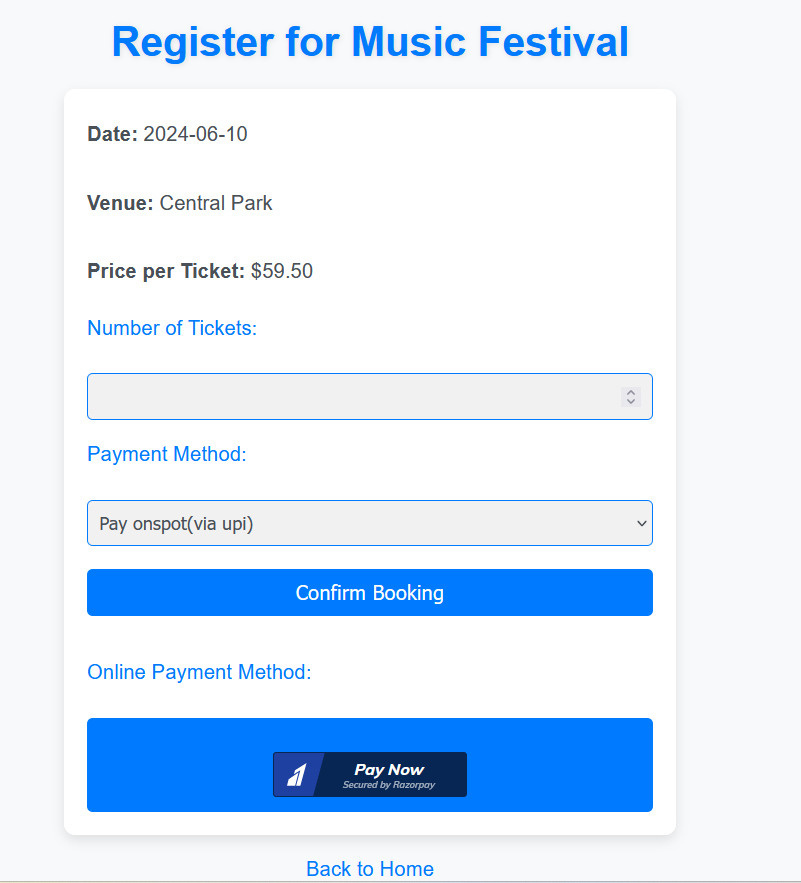 Register for Music Festival
Date: 2024-06-10
Venue: Central Park
Price per Ticket: $59.50
Number of Tickets:
Payment Method:
Pay onspot(via upi)
Confirm Booking
Online Payment Method:
Pay Now
Secured by Razorpay
Back to Home